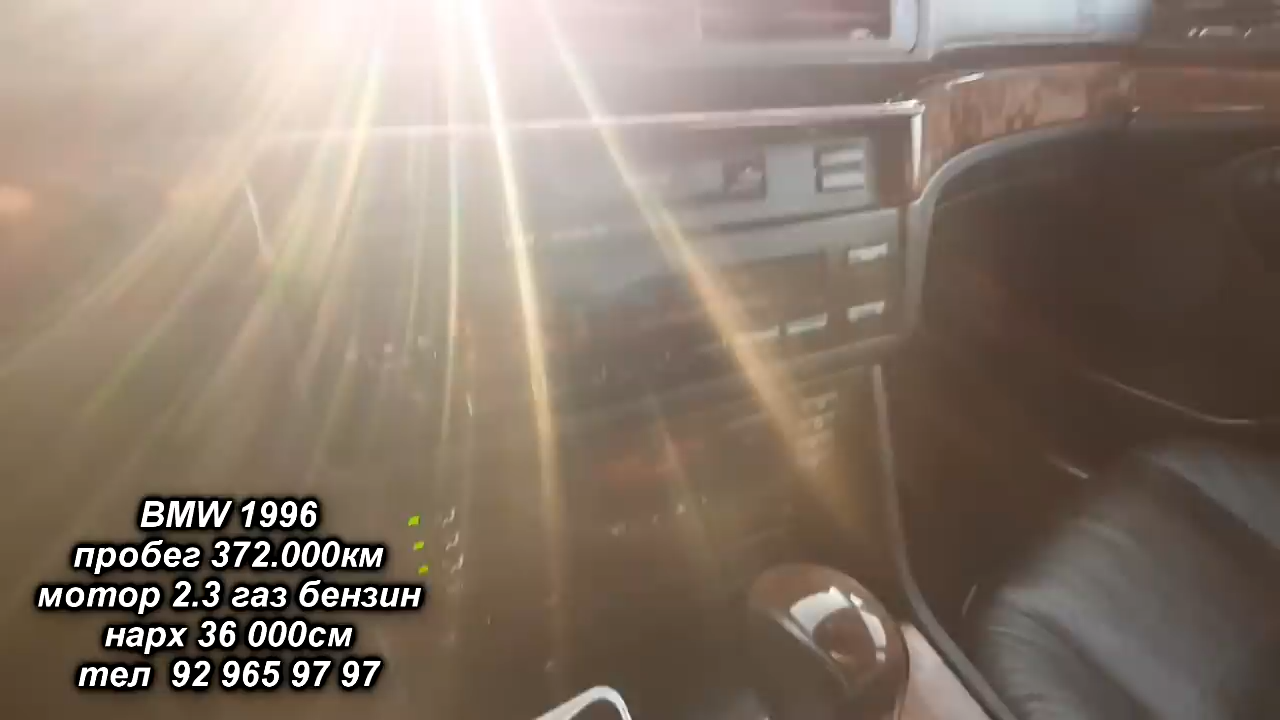 BMW 1996
пробег 372.000км
мотор 2.3 газ бензин
нарх 36 000см
тел 92 965 97 97